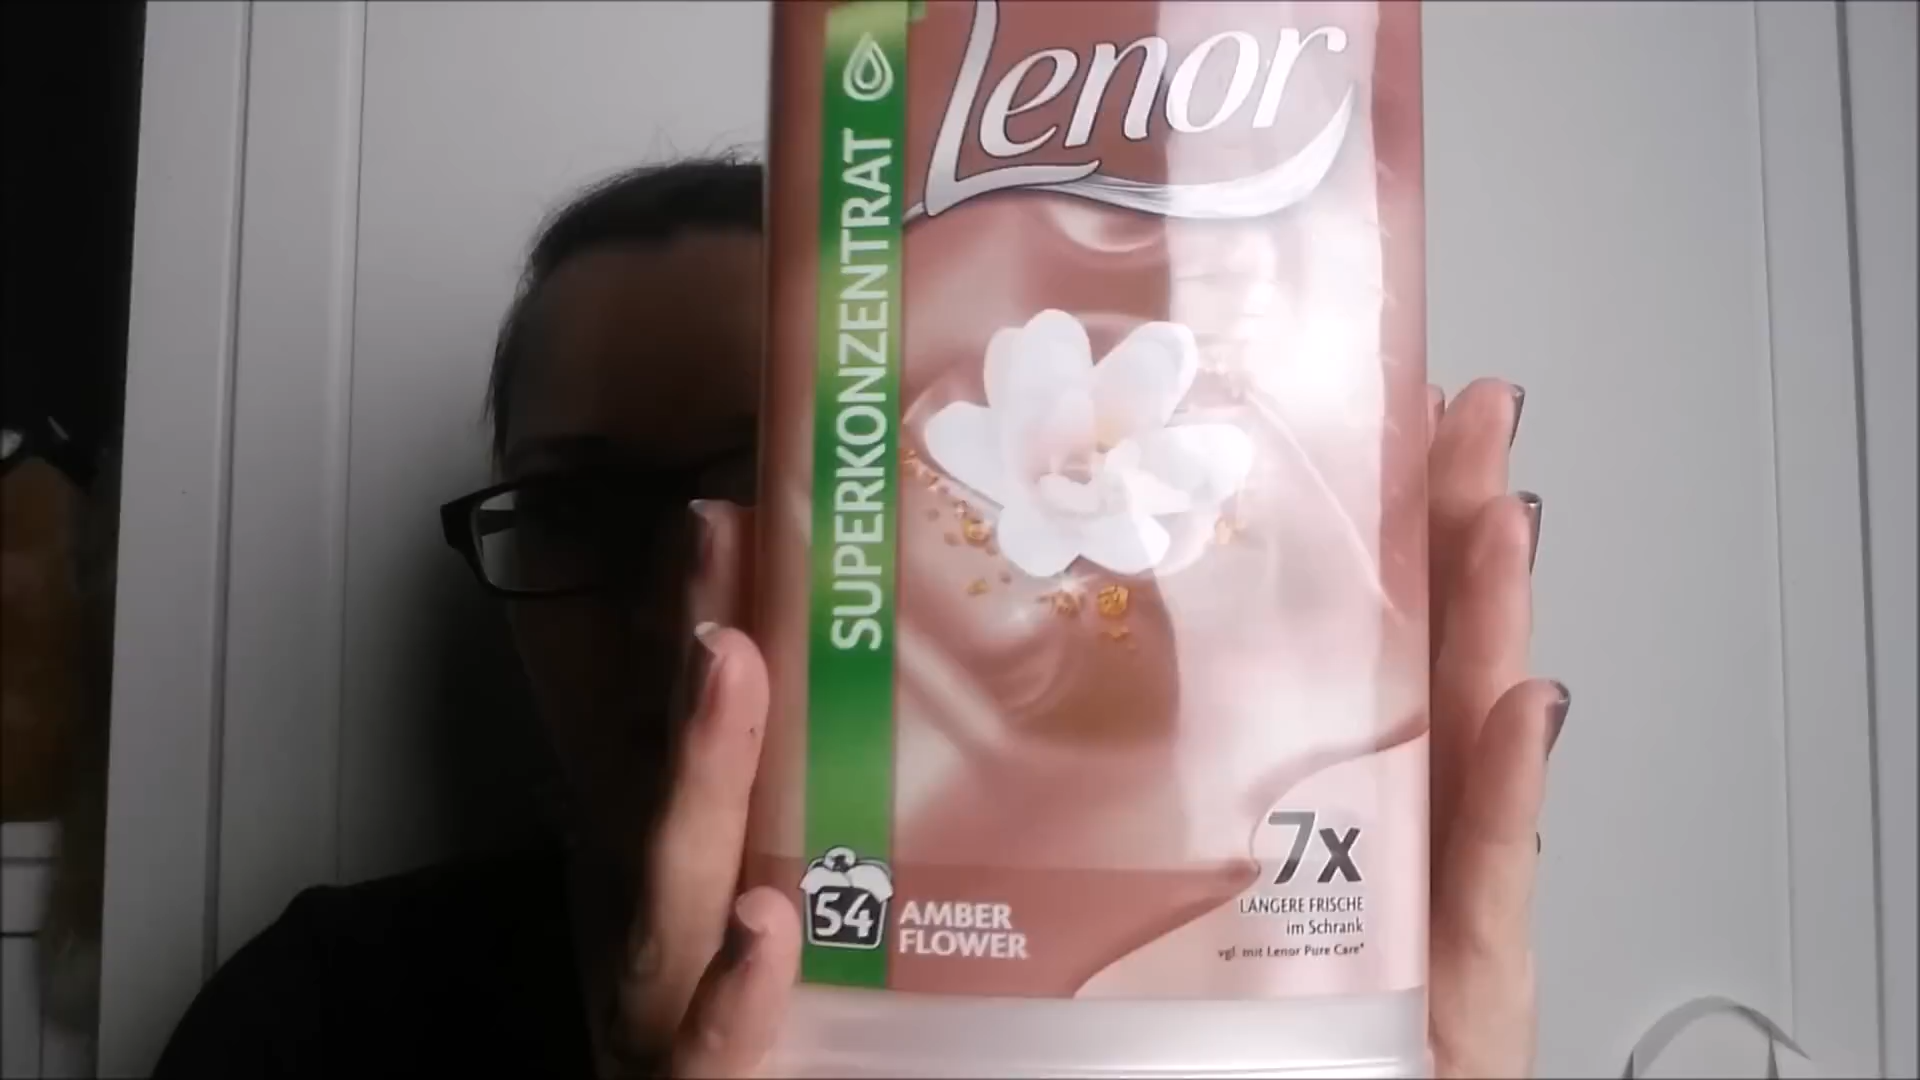 Lenor
SUPERKONZENTRAT
54
AMBER
FLOWER
7x
LÄNGERE FRISCHE
im Schrank
vgl. mit Lenor Pure Care*